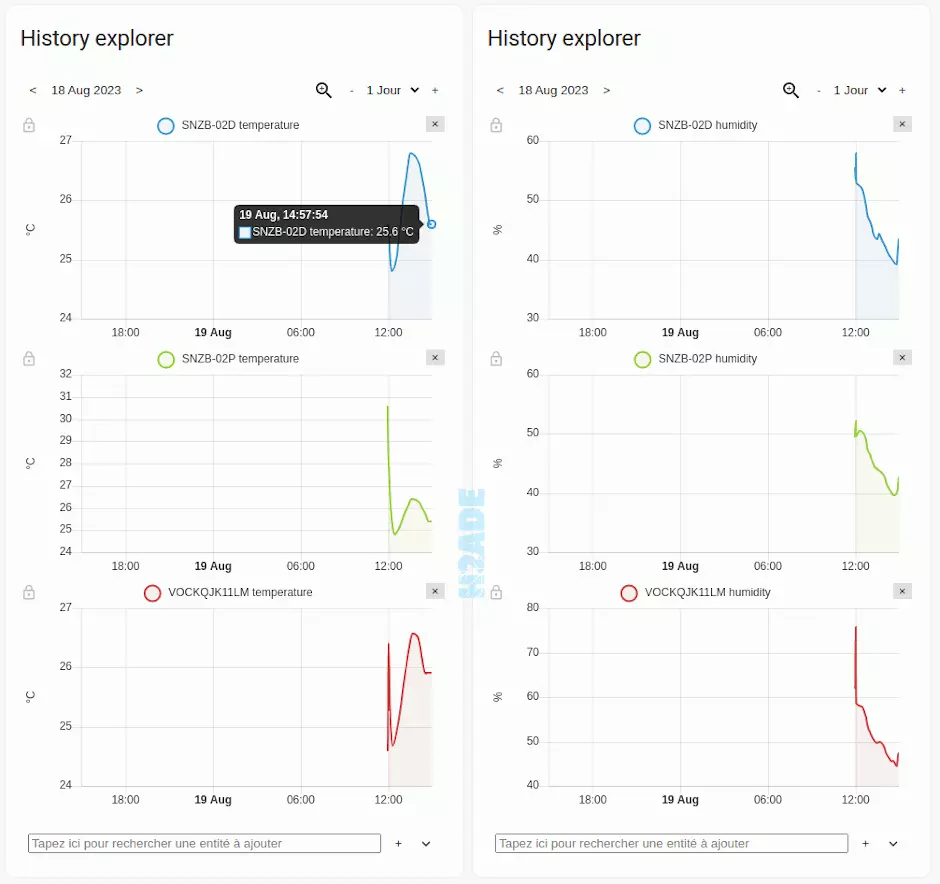 History explorer
< 18 Aug 2023 > - 1 Jour +
SNZB-02D temperature ×
27
26
25
24
°C
19 Aug, 14:57:54
SNZB-02D temperature: 25.6 °C
18:00 19 Aug 06:00 12:00
SNZB-02P temperature ×
32
31
30
29
28
27
26
25
24
°C
18:00 19 Aug 06:00 12:00
VOCKQJK11LM temperature ×
27
26
25
24
°C
18:00 19 Aug 06:00 12:00
Tapez ici pour rechercher une entité à ajouter +
History explorer
< 18 Aug 2023 > - 1 Jour +
SNZB-02D humidity ×
60
50
40
30
%
18:00 19 Aug 06:00 12:00
SNZB-02P humidity ×
60
50
40
30
%
18:00 19 Aug 06:00 12:00
VOCKQJK11LM humidity ×
80
70
60
50
40
%
18:00 19 Aug 06:00 12:00
Tapez ici pour rechercher une entité à ajouter +